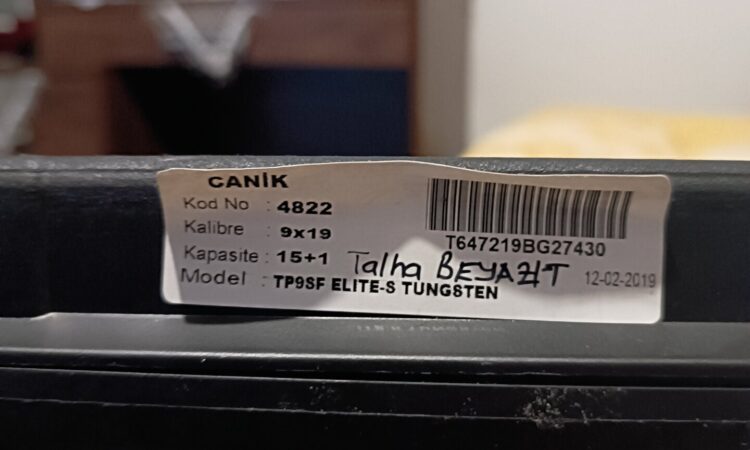 CANİK
Kod No : 4822
Kalibre : 9x19
Kapasite : 15+1
Model : TP9SF ELITE-S TUNGSTEN
T647219BG27430
Talha BEYAZIT
12-02-2019